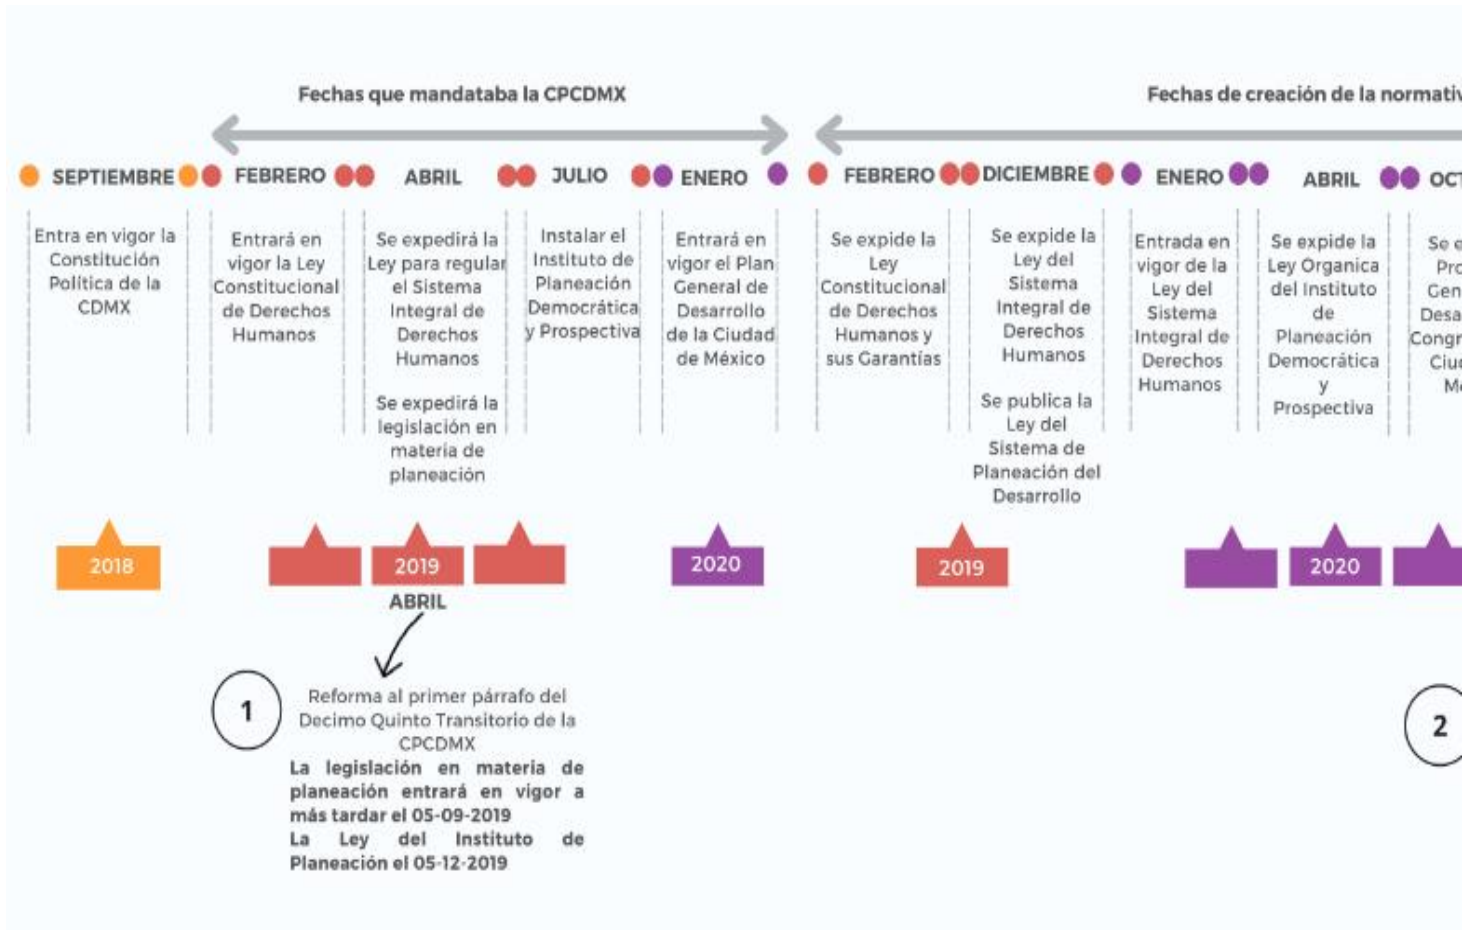 Fechas que mandataba la CPCDMX
Fechas de creación de la
SEPTIEMBRE
Entra en vigor la
Constitución
Política de la
CDMX
FEBRERO
Entrará en
vigor la Ley
Constitucional
de Derechos
Humanos
ABRIL
Se expedirá la
Ley para regular
el Sistema
Integral de
Derechos
Humanos
Se expedirá la
legislación en
materia de
planeación
JULIO
Instalar el
Instituto de
Planeación
Democrática
y Prospectiva
ENERO
Entrará en
vigor el Plan
General de
Desarrollo
de la Ciudad
de México
FEBRERO
Se expide la
Ley
Constitucional
de Derechos
Humanos y
sus Garantías
DICIEMBRE
Se expide la
Ley del
Sistema
Integral de
Derechos
Humanos
Se publica la
Ley del
Sistema de
Planeación del
Desarrollo
ENERO
Entrada en
vigor de la
Ley del
Sistema
Integral de
Derechos
Humanos
ABRIL
Se expide la
Ley Organica
del Instituto
de
Planeación
Democrática
y
Prospectiva
Se
2018
2019
2020
2019
2020
ABRIL
1
Reforma al primer párrafo del
Decimo Quinto Transitorio de la
CPCDMX
La legislación en materia de
planeación entrará en vigor a
más tardar el 05-09-2019
La Ley del Instituto de
Planeación el 05-12-2019
2